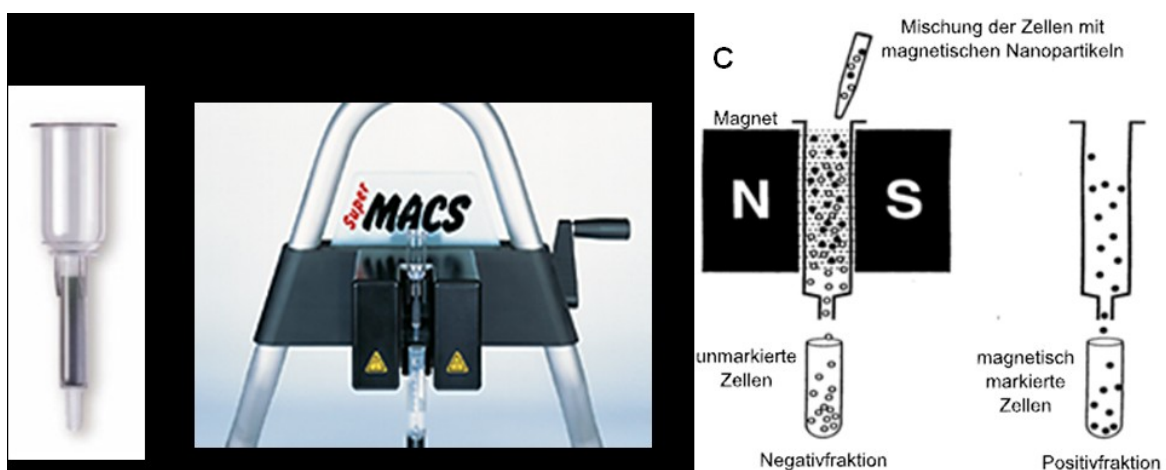 Super
MACS
C
Mischung der Zellen mit
magnetischen Nanopartikeln
Magnet
N
S
unmarkierte
Zellen
magnetisch
markierte
Zellen
Negativfraktion
Positivfraktion